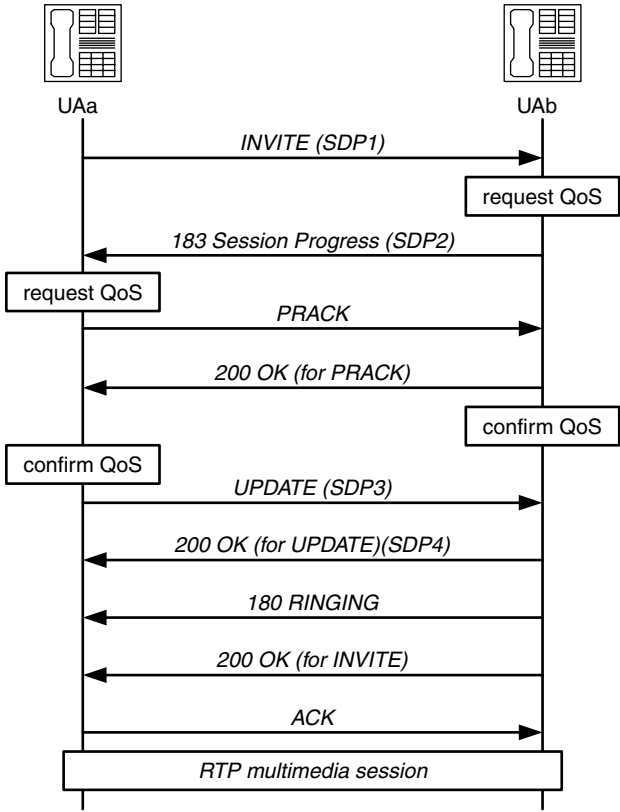 UAa
UAb
INVITE (SDP1)
request QoS
183 Session Progress (SDP2)
request QoS
PRACK
200 OK (for PRACK)
confirm QoS
confirm QoS
UPDATE (SDP3)
200 OK (for UPDATE)(SDP4)
180 RINGING
200 OK (for INVITE)
ACK
RTP multimedia session